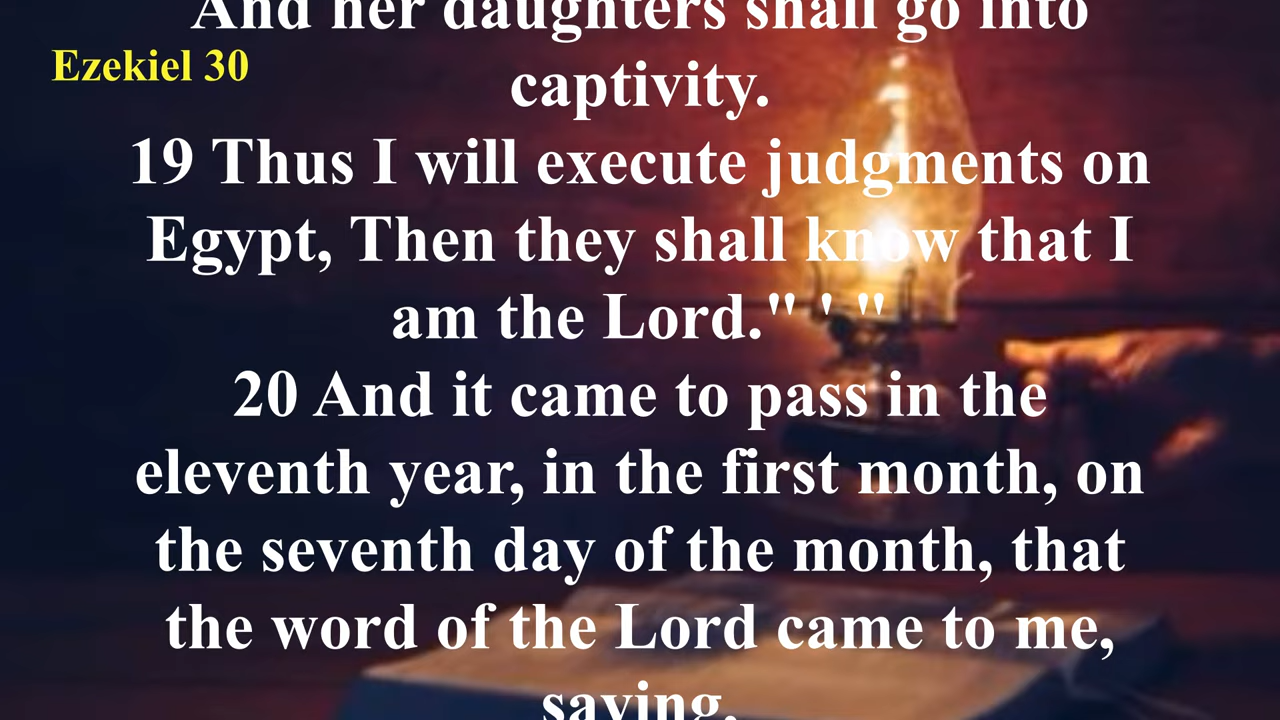 And her daughters shall go into
Ezekiel 30
captivity.
19 Thus I will execute judgments on
Egypt, Then they shall know that I
am the Lord." ' "
20 And it came to pass in the
eleventh year, in the first month, on
the seventh day of the month, that
the word of the Lord came to me,
saying,